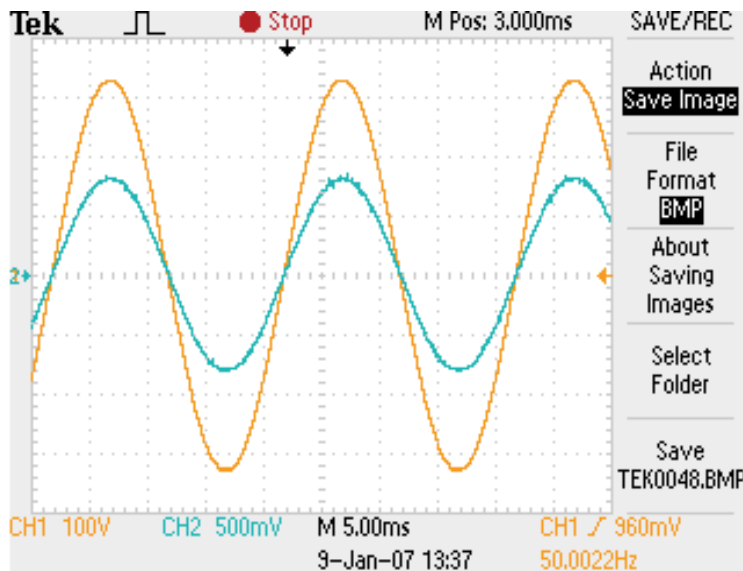 Tek Stop M Pos: 3.000ms SAVE/REC
Action
Save Image
File
Format
BMP
About
Saving
Images
Select
Folder
Save
TEK0048.BMP
2
CH1 100V CH2 500mV M 5.00ms CH1 960mV
9-Jan-07 13:37 50.0022Hz